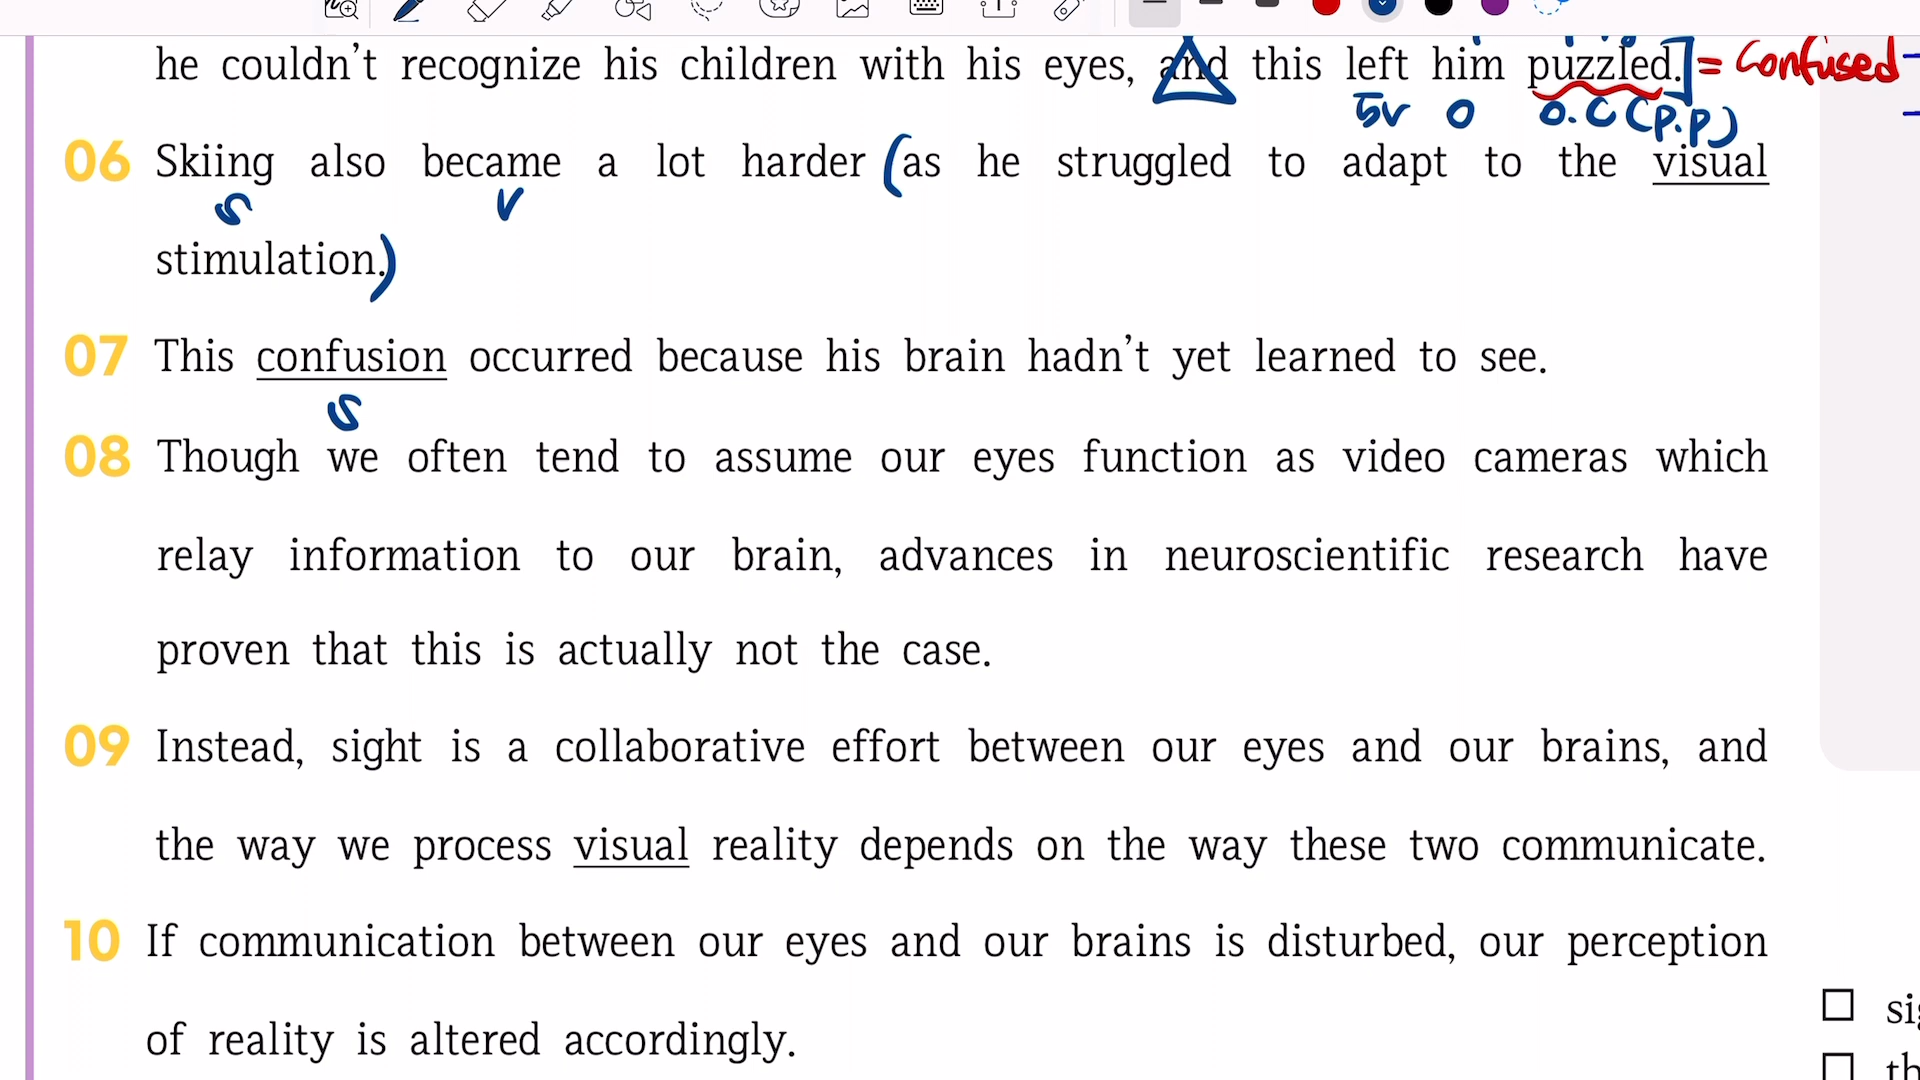 he couldn't recognize his children with his eyes, and this left him puzzled.] = confused
5v O O.C (P.P)
06 Skiing also became a lot harder (as he struggled to adapt to the visual
S V
stimulation.)
07 This confusion occurred because his brain hadn't yet learned to see.
S
08 Though we often tend to assume our eyes function as video cameras which
relay information to our brain, advances in neuroscientific research have
proven that this is actually not the case.
09 Instead, sight is a collaborative effort between our eyes and our brains, and
the way we process visual reality depends on the way these two communicate.
10 If communication between our eyes and our brains is disturbed, our perception
of reality is altered accordingly.